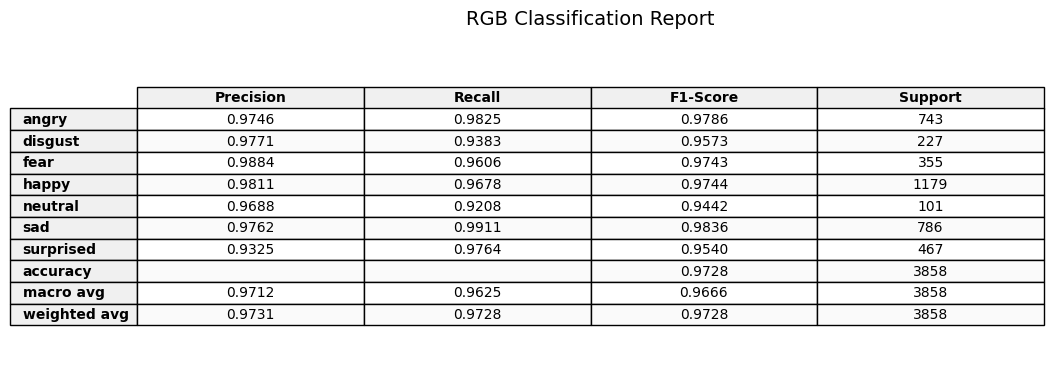 RGB Classification Report
Precision Recall F1-Score Support
angry 0.9746 0.9825 0.9786 743
disgust 0.9771 0.9383 0.9573 227
fear 0.9884 0.9606 0.9743 355
happy 0.9811 0.9678 0.9744 1179
neutral 0.9688 0.9208 0.9442 101
sad 0.9762 0.9911 0.9836 786
surprised 0.9325 0.9764 0.9540 467
accuracy 0.9728 3858
macro avg 0.9712 0.9625 0.9666 3858
weighted avg 0.9731 0.9728 0.9728 3858